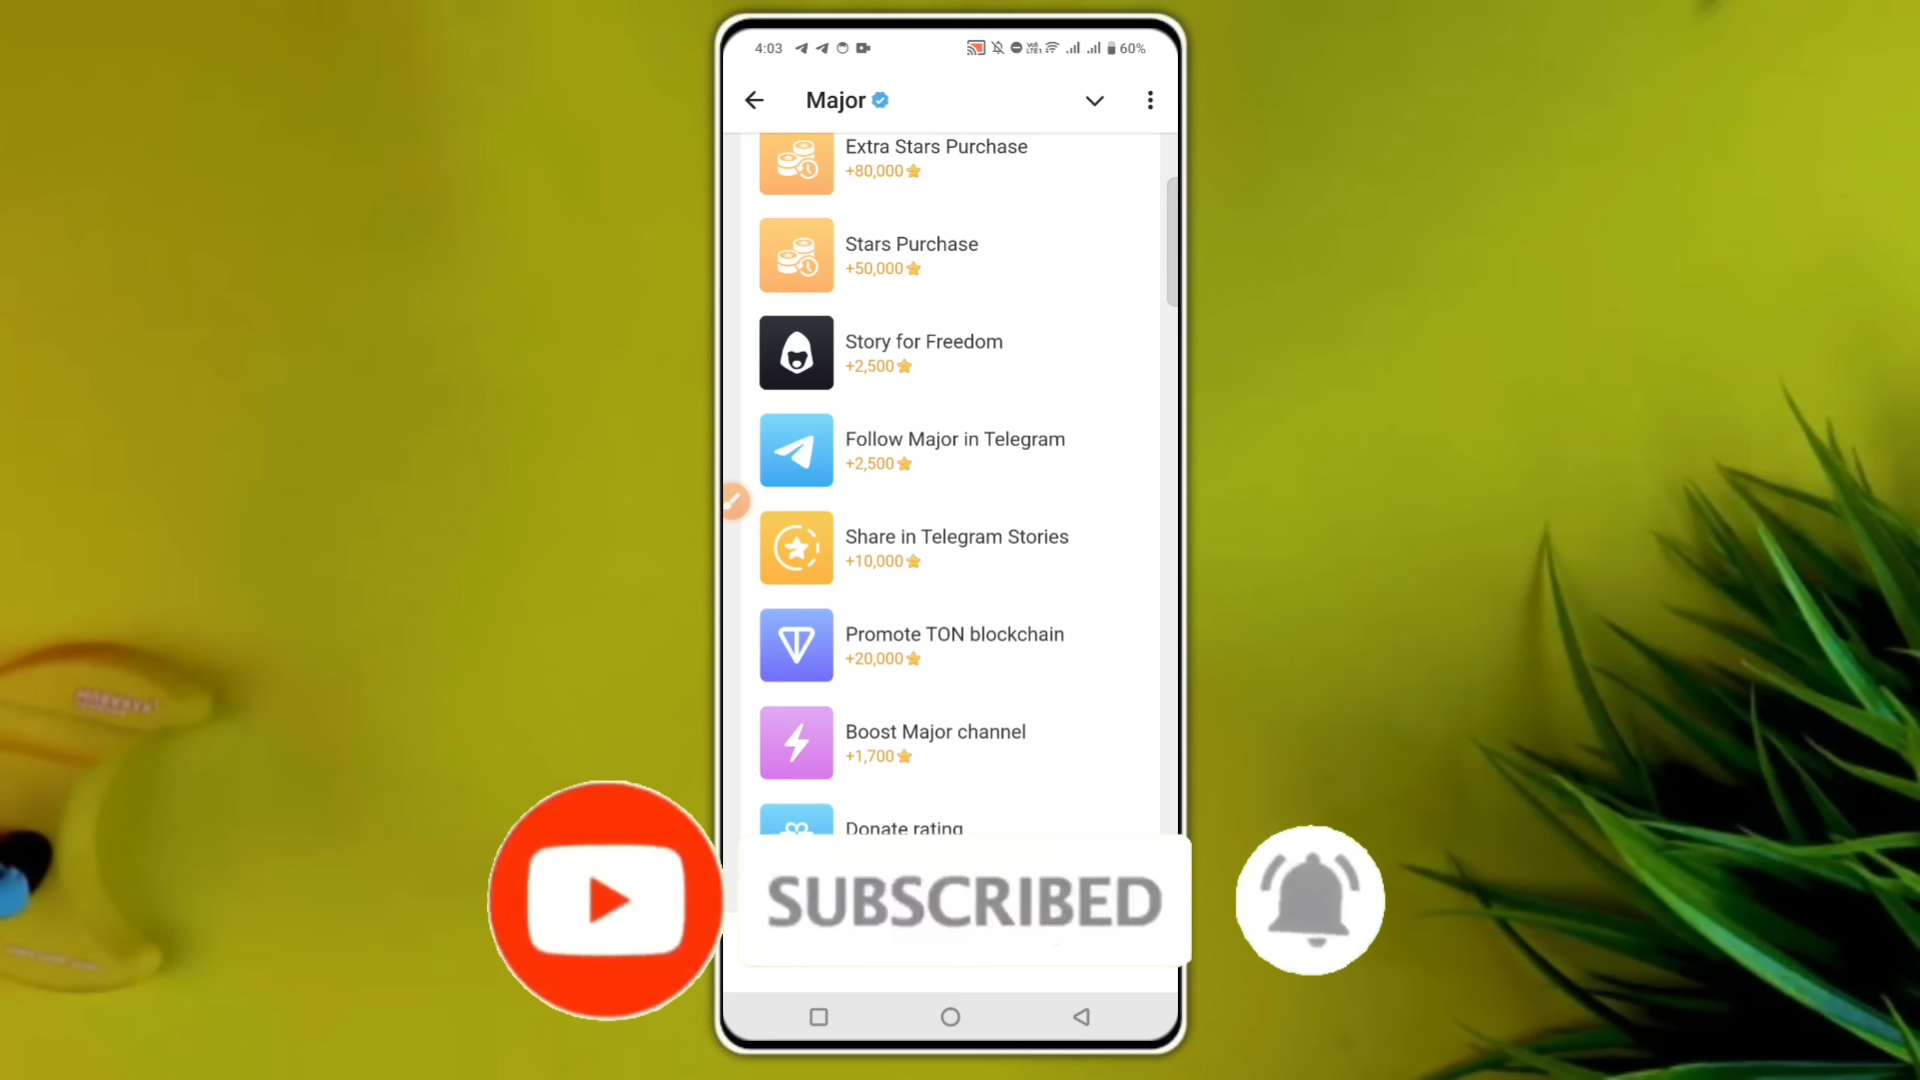 4:03
60%
Major
Extra Stars Purchase
+80,000
Stars Purchase
+50,000
Story for Freedom
+2,500
Follow Major in Telegram
+2,500
Share in Telegram Stories
+10,000
Promote TON blockchain
+20,000
Boost Major channel
+1,700
Donate rating
SUBSCRIBED